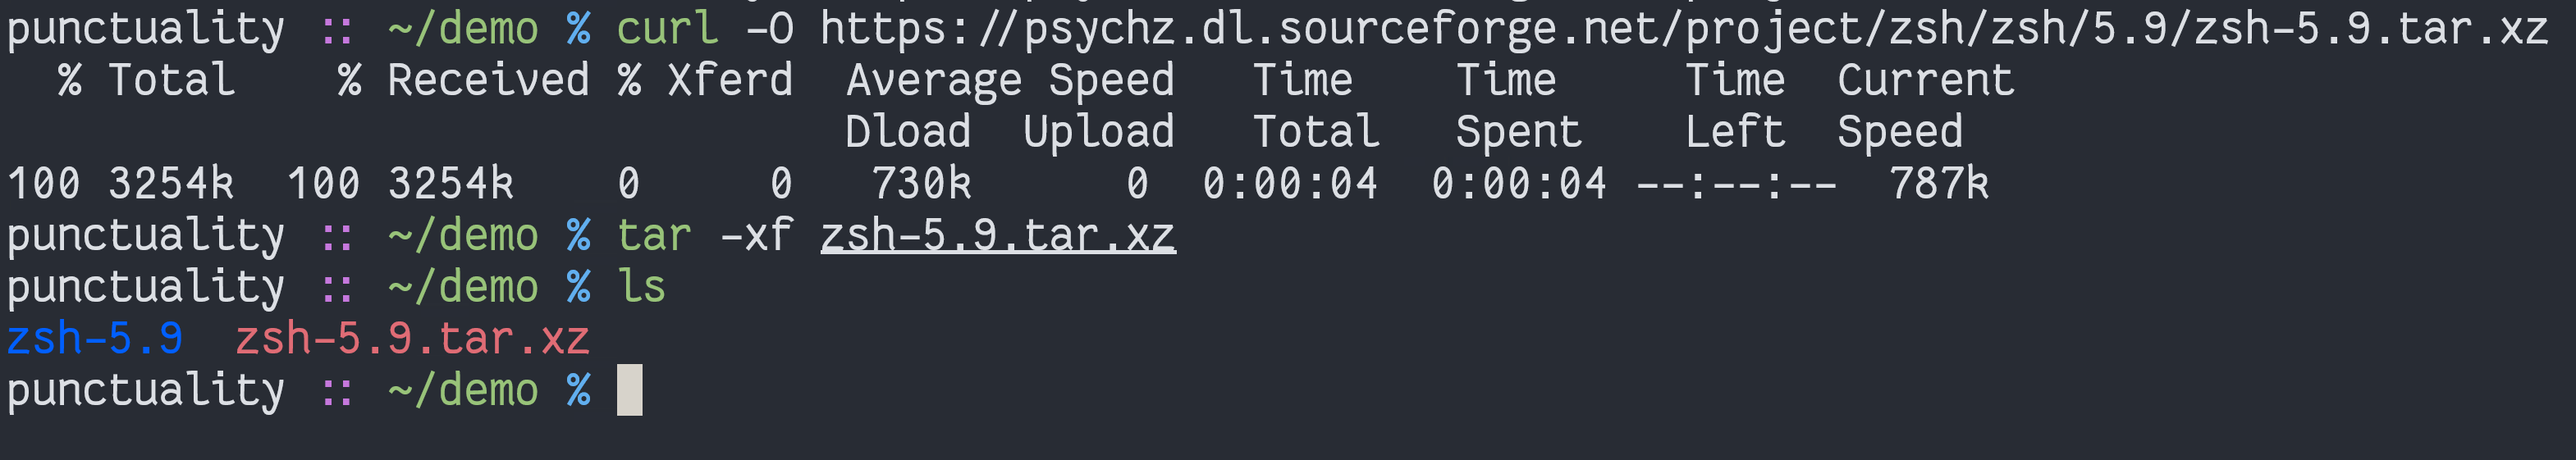 punctuality :: ~/demo % curl -O https://psychz.dl.sourceforge.net/project/zsh/zsh/5.9/zsh-5.9.tar.xz
% Total % Received % Xferd Average Speed Time Time Time Current
Dload Upload Total Spent Left Speed
100 3254k 100 3254k 0 0 730k 0 0:00:04 0:00:04 --:--:-- 787k
punctuality :: ~/demo % tar -xf zsh-5.9.tar.xz
punctuality :: ~/demo % ls
zsh-5.9 zsh-5.9.tar.xz
punctuality :: ~/demo %